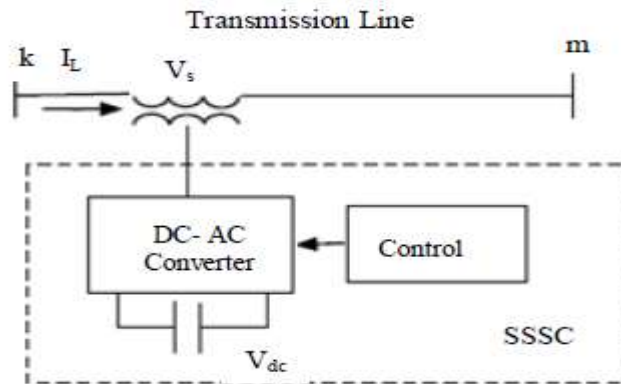 Transmission Line
k I_L V_s m
DC- AC
Converter
Control
SSSC
V_dc